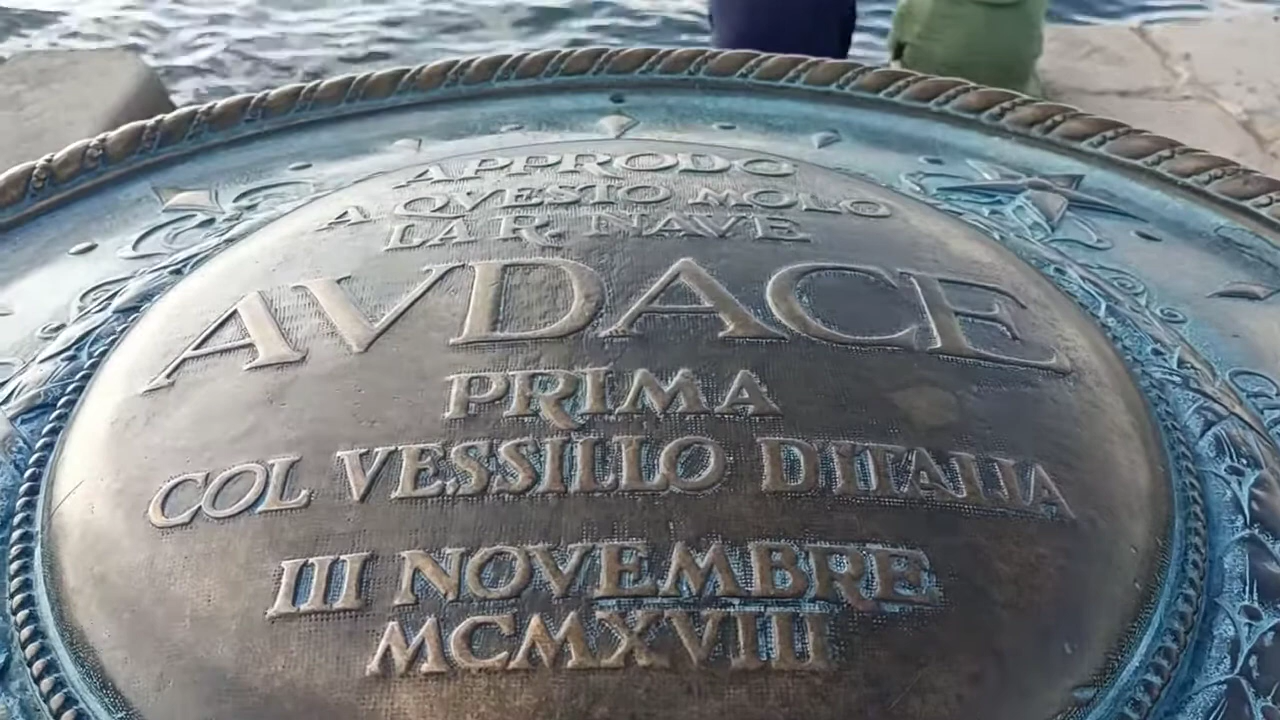 APPRODO
A QVESTO MOLO
LA R. NAVE
AVDACE
PRIMA
COL VESSILLO D'ITALIA
III NOVEMBRE
MCMXVIII